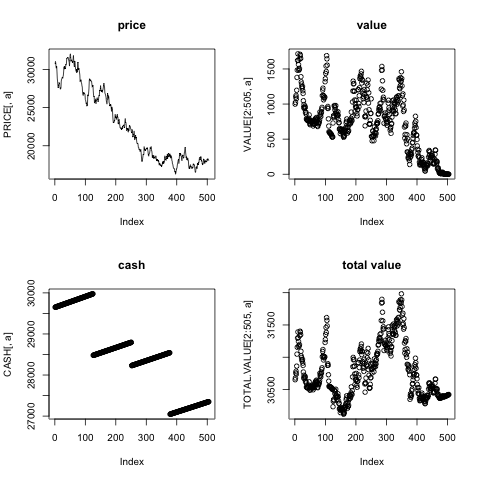 price
PRICE[, a]
30000
25000
20000
0 100 200 300 400 500
Index
value
VALUE[2:505, a]
1500
1000
500
0
0 100 200 300 400 500
Index
cash
CASH[, a]
30000
29000
28000
27000
0 100 200 300 400 500
Index
total value
TOTAL.VALUE[2:505, a]
31500
30500
0 100 200 300 400 500
Index